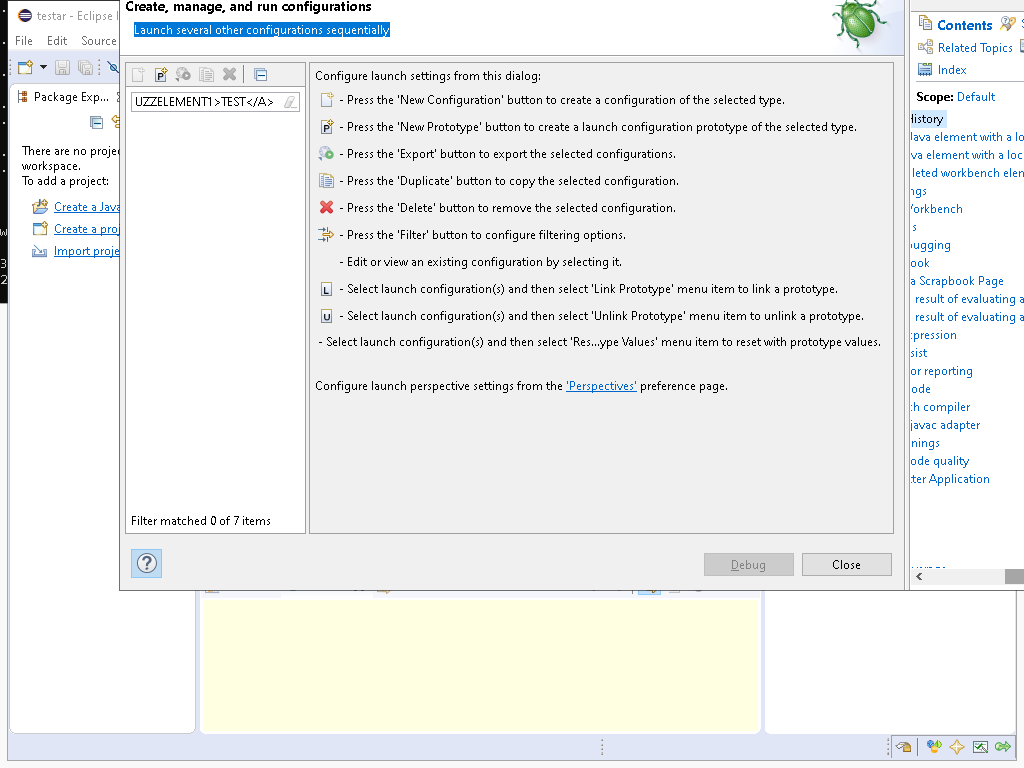 testar - Eclipse I
File Edit Source
Package Exp...
There are no proje
workspace.
To add a project:
Create a Java
Create a proj
Import proje
Create, manage, and run configurations
Launch several other configurations sequentially
UZZELEMENT1>TEST</A>
Filter matched 0 of 7 items
Configure launch settings from this dialog:
- Press the 'New Configuration' button to create a configuration of the selected type.
- Press the 'New Prototype' button to create a launch configuration prototype of the selected type.
- Press the 'Export' button to export the selected configurations.
- Press the 'Duplicate' button to copy the selected configuration.
- Press the 'Delete' button to remove the selected configuration.
- Press the 'Filter' button to configure filtering options.
- Edit or view an existing configuration by selecting it.
- Select launch configuration(s) and then select 'Link Prototype' menu item to link a prototype.
- Select launch configuration(s) and then select 'Unlink Prototype' menu item to unlink a prototype.
- Select launch configuration(s) and then select 'Res...ype Values' menu item to reset with prototype values.
Configure launch perspective settings from the 'Perspectives' preference page.
Debug
Close
Contents
Related Topics
Index
Scope: Default
History
Java element with a lo
va element with a loc
leted workbench elen
ngs
Workbench
s
ugging
ook
a Scrapbook Page
result of evaluating a
result of evaluating a
xpression
sist
or reporting
ode
ch compiler
javac adapter
nings
ode quality
ter Application